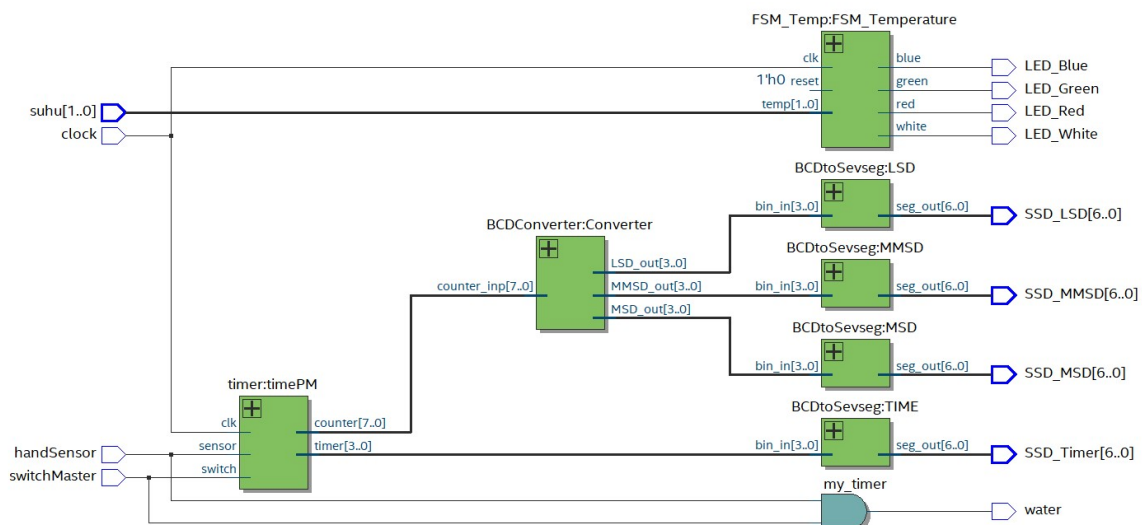 FSM_Temp:FSM_Temperature
clk
blue
LED_Blue
1'h0
reset
green
LED_Green
suhu[1..0]
temp[1..0]
red
LED_Red
clock
white
LED_White
BCDtoSevseg:LSD
bin_in[3..0]
seg_out[6..0]
SSD_LSD[6..0]
BCDConverter:Converter
LSD_out[3..0]
counter_inp[7..0]
MMSD_out[3..0]
MSD_out[3..0]
BCDtoSevseg:MMSD
bin_in[3..0]
seg_out[6..0]
SSD_MMSD[6..0]
BCDtoSevseg:MSD
bin_in[3..0]
seg_out[6..0]
SSD_MSD[6..0]
timer:timePM
clk
counter[7..0]
handSensor
sensor
timer[3..0]
switchMaster
switch
BCDtoSevseg:TIME
bin_in[3..0]
seg_out[6..0]
SSD_Timer[6..0]
my_timer
water